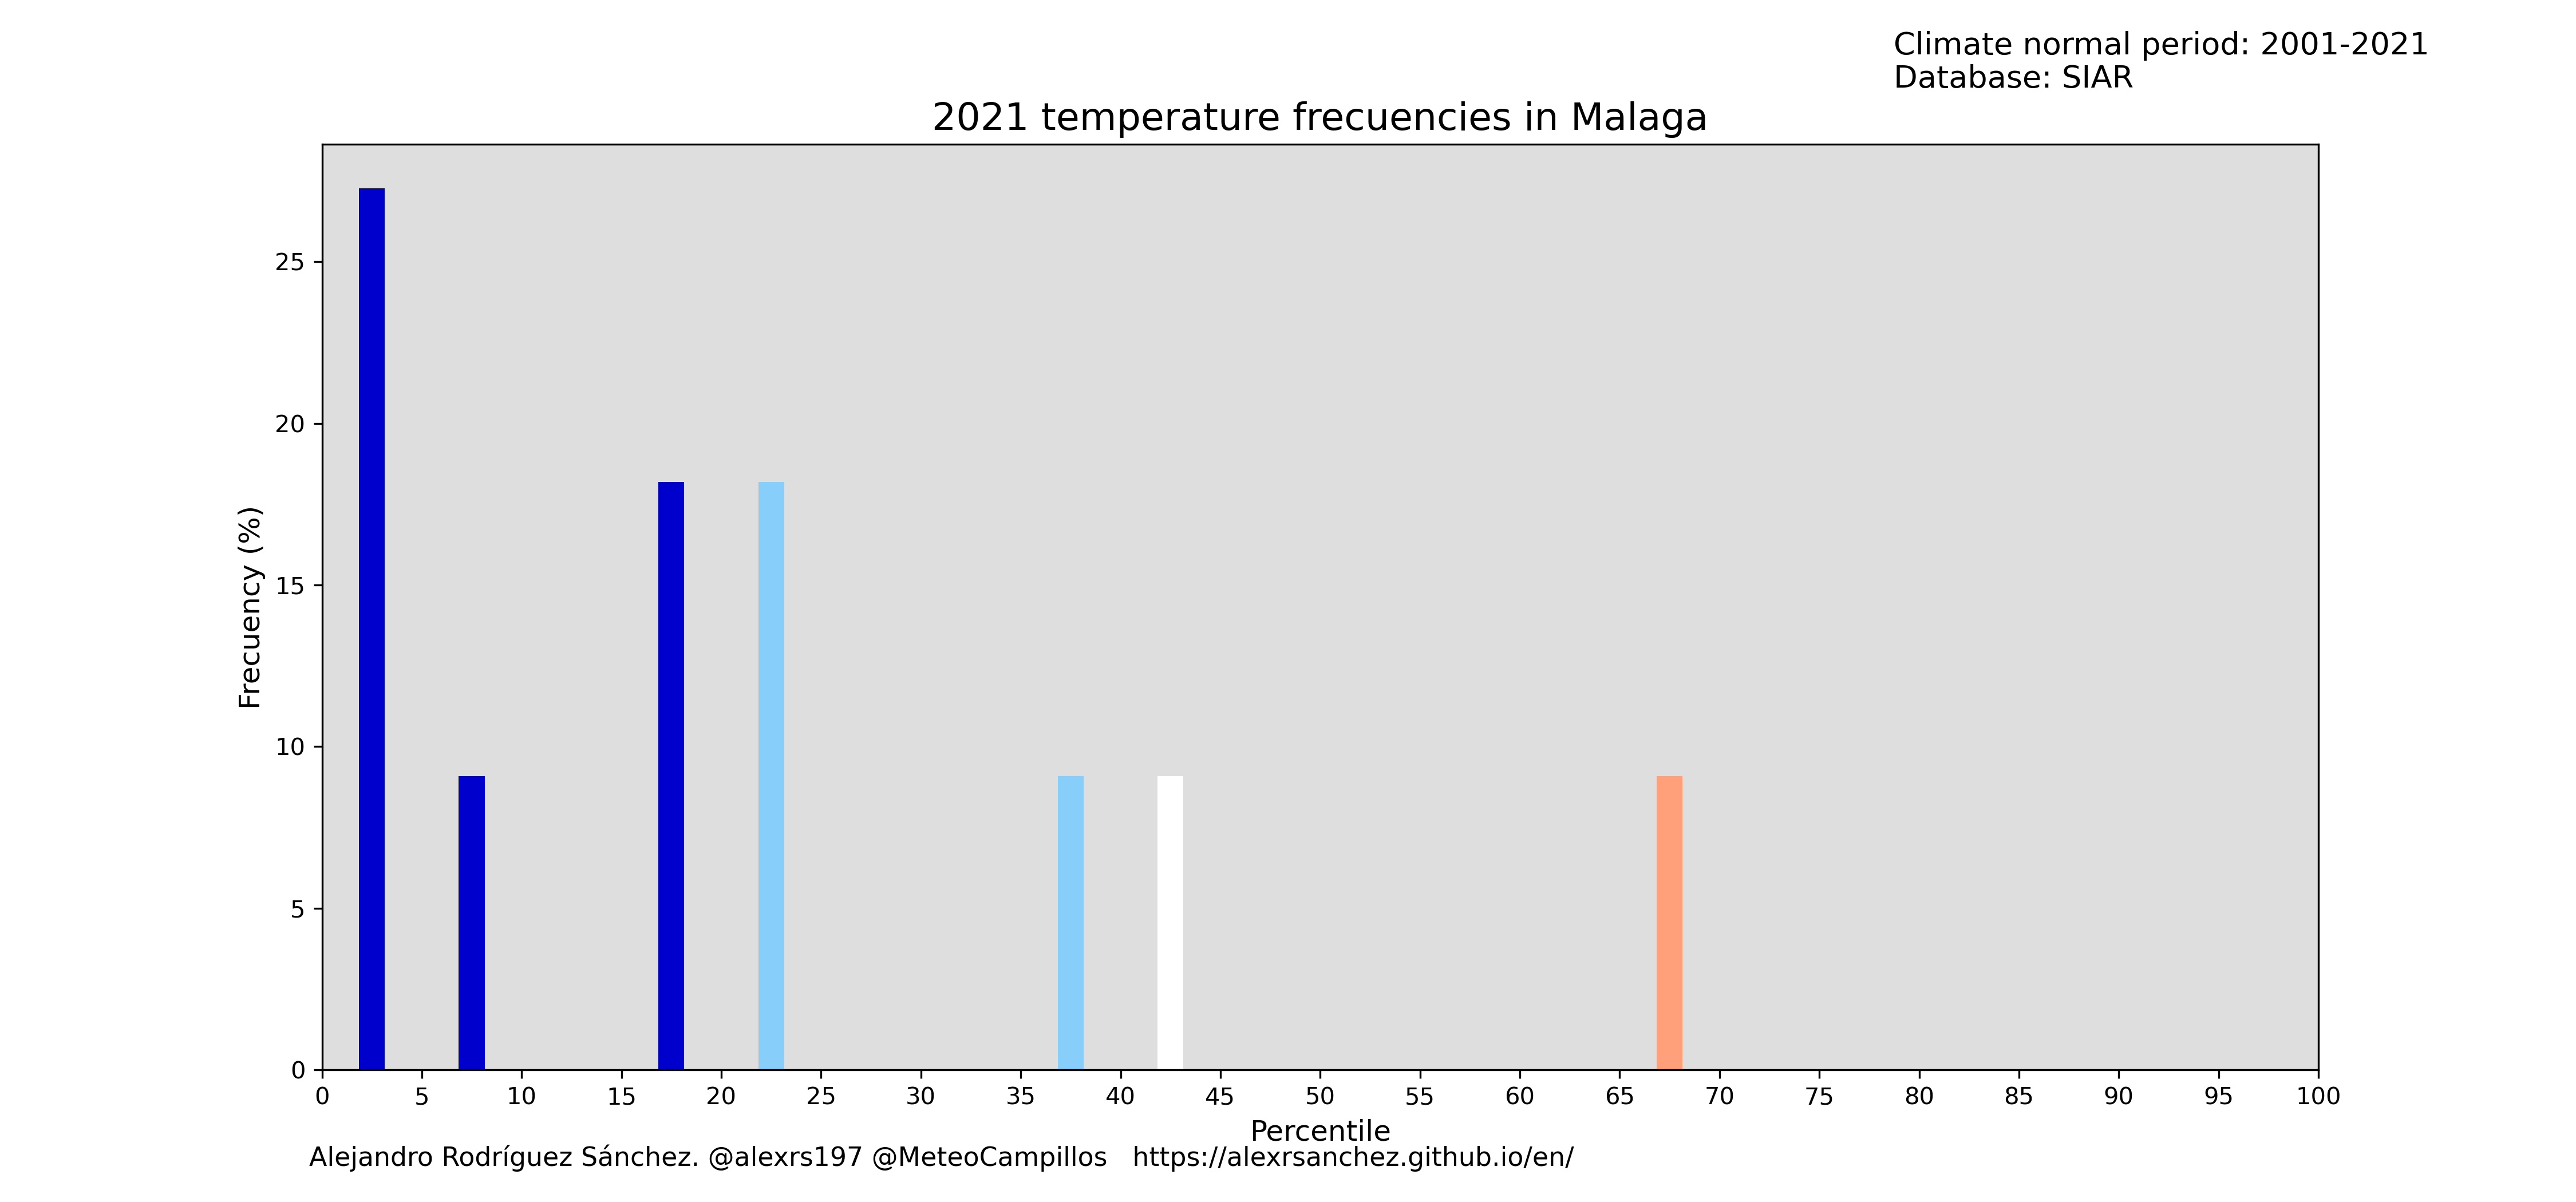 Climate normal period: 2001-2021
Database: SIAR
2021 temperature frecuencies in Malaga
Frecuency (%)
25
20
15
10
5
0
0 5 10 15 20 25 30 35 40 45 50 55 60 65 70 75 80 85 90 95 100
Percentile
Alejandro Rodríguez Sánchez. @alexrs197 @MeteoCampillos https://alexrsanchez.github.io/en/